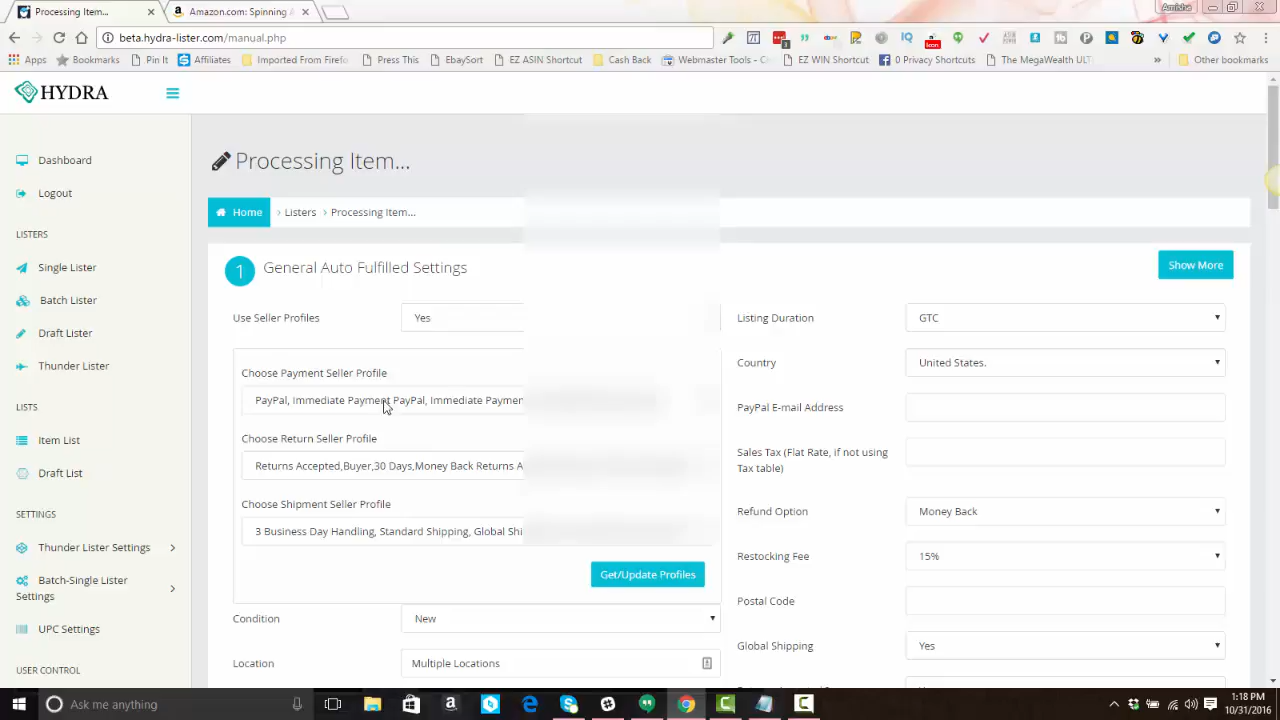 Processing Item...
Amazon.com: Spinning A
Amisha
beta.hydra-lister.com/manual.php
Apps
Bookmarks
Pin It
Affiliates
Imported From Firefo
Press This
EbaySort
EZ ASIN Shortcut
Cash Back
Webmaster Tools - Ce
EZ WIN Shortcut
0 Privacy Shortcuts
The MegaWealth ULT
»
Other bookmarks
HYDRA
Dashboard
Logout
LISTERS
Single Lister
Batch Lister
Draft Lister
Thunder Lister
LISTS
Item List
Draft List
SETTINGS
Thunder Lister Settings
Batch-Single Lister
Settings
UPC Settings
USER CONTROL
Processing Item...
Home › Listers › Processing Item...
1 General Auto Fulfilled Settings
Show More
Use Seller Profiles
Yes
Choose Payment Seller Profile
PayPal, Immediate Payment PayPal, Immediate Paymen
Choose Return Seller Profile
Returns Accepted,Buyer,30 Days,Money Back Returns A
Choose Shipment Seller Profile
3 Business Day Handling, Standard Shipping, Global Shi
Get/Update Profiles
Condition
New
Location
Multiple Locations
Listing Duration
GTC
Country
United States.
PayPal E-mail Address
Sales Tax (Flat Rate, if not using
Tax table)
Refund Option
Money Back
Restocking Fee
15%
Postal Code
Global Shipping
Yes
Ask me anything
1:18 PM
10/31/2016